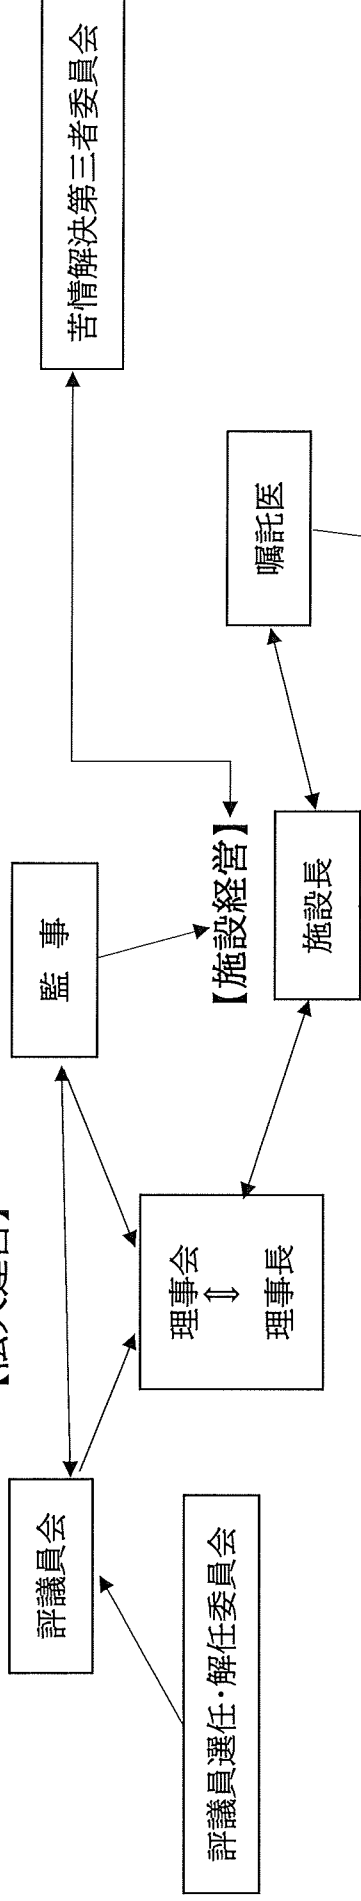 評議員会
評議員選任・解任委員会
理事会
⇕
理事長
監　事
【施設経営】
施設長
嘱託医
苦情解決第三者委員会